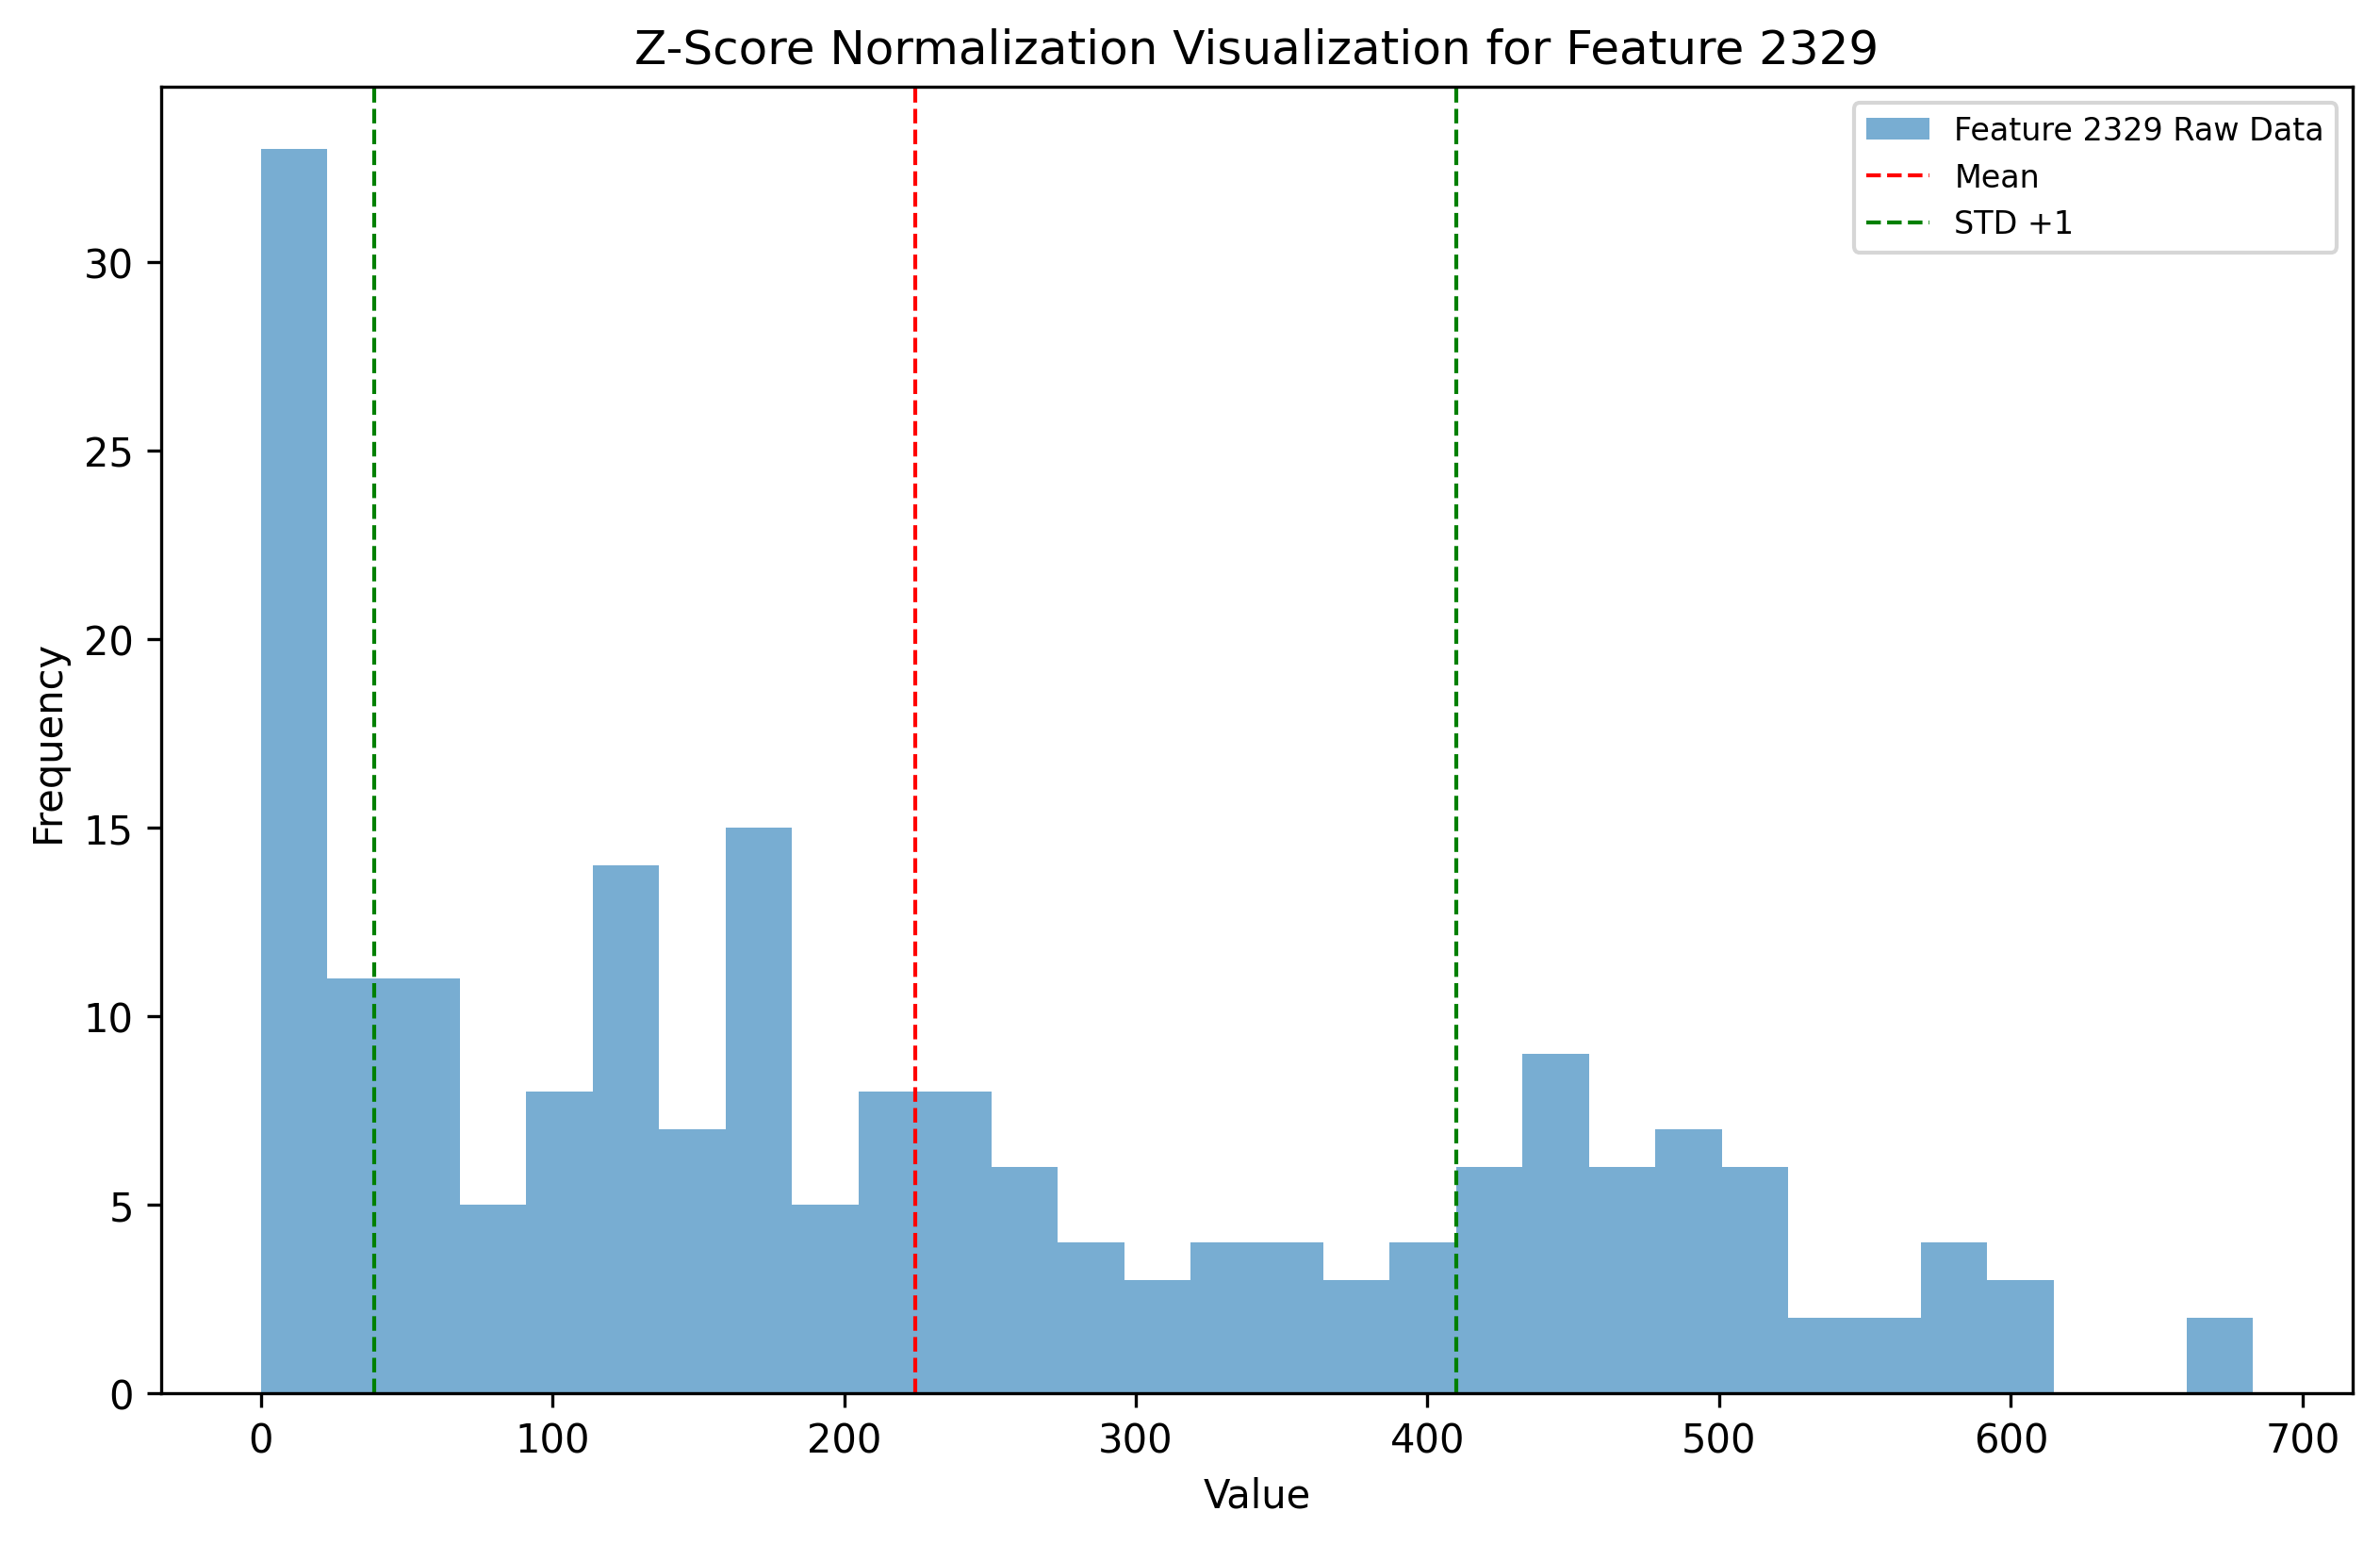 Z-Score Normalization Visualization for Feature 2329
Feature 2329 Raw Data
Mean
STD +1
Frequency
30
25
20
15
10
5
0
0 100 200 300 400 500 600 700
Value